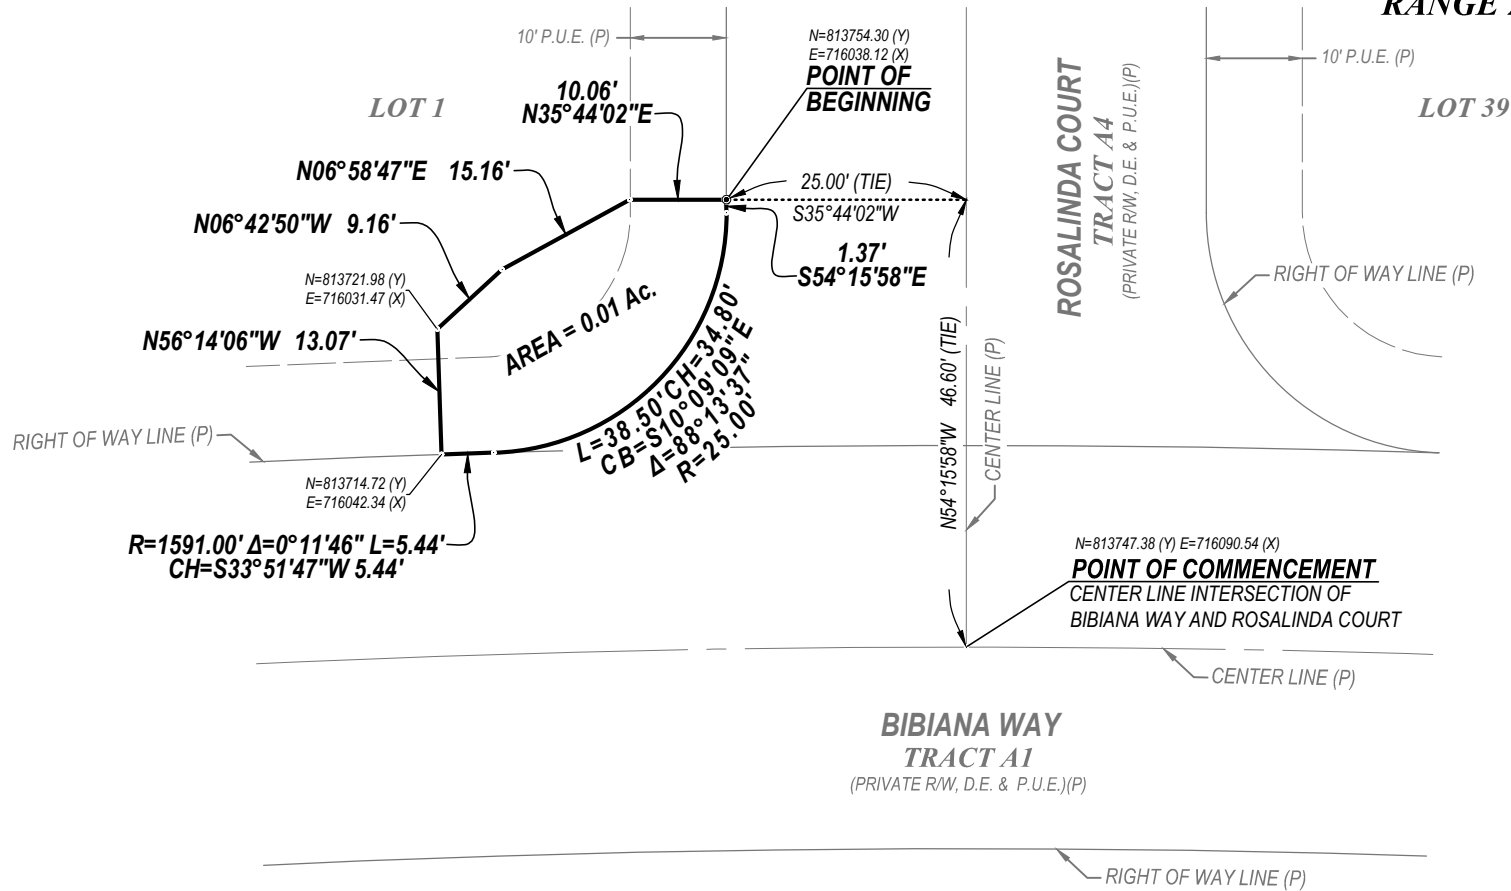 RANGE
10' P.U.E. (P)
N=813754.30 (Y)
E=716038.12 (X)
POINT OF
BEGINNING
10' P.U.E. (P)
LOT 1
10.06'
N35°44'02"E
ROSALINDA COURT
TRACT A4
(PRIVATE R/W, D.E. & P.U.E.)(P)
LOT 39
N06°58'47"E 15.16'
25.00' (TIE)
S35°44'02"W
N06°42'50"W 9.16'
1.37'
S54°15'58"E
N=813721.98 (Y)
E=716031.47 (X)
RIGHT OF WAY LINE (P)
N56°14'06"W 13.07'
AREA = 0.01 Ac.
L=38.50' CH=34.80'
CB=S10°09'09"E
Δ=88°13'37"
R=25.00'
N54°15'58"W 46.60' (TIE)
CENTER LINE (P)
RIGHT OF WAY LINE (P)
N=813714.72 (Y)
E=716042.34 (X)
R=1591.00' Δ=0°11'46" L=5.44'
CH=S33°51'47"W 5.44'
N=813747.38 (Y) E=716090.54 (X)
POINT OF COMMENCEMENT
CENTER LINE INTERSECTION OF
BIBIANA WAY AND ROSALINDA COURT
CENTER LINE (P)
BIBIANA WAY
TRACT A1
(PRIVATE R/W, D.E. & P.U.E.)(P)
RIGHT OF WAY LINE (P)